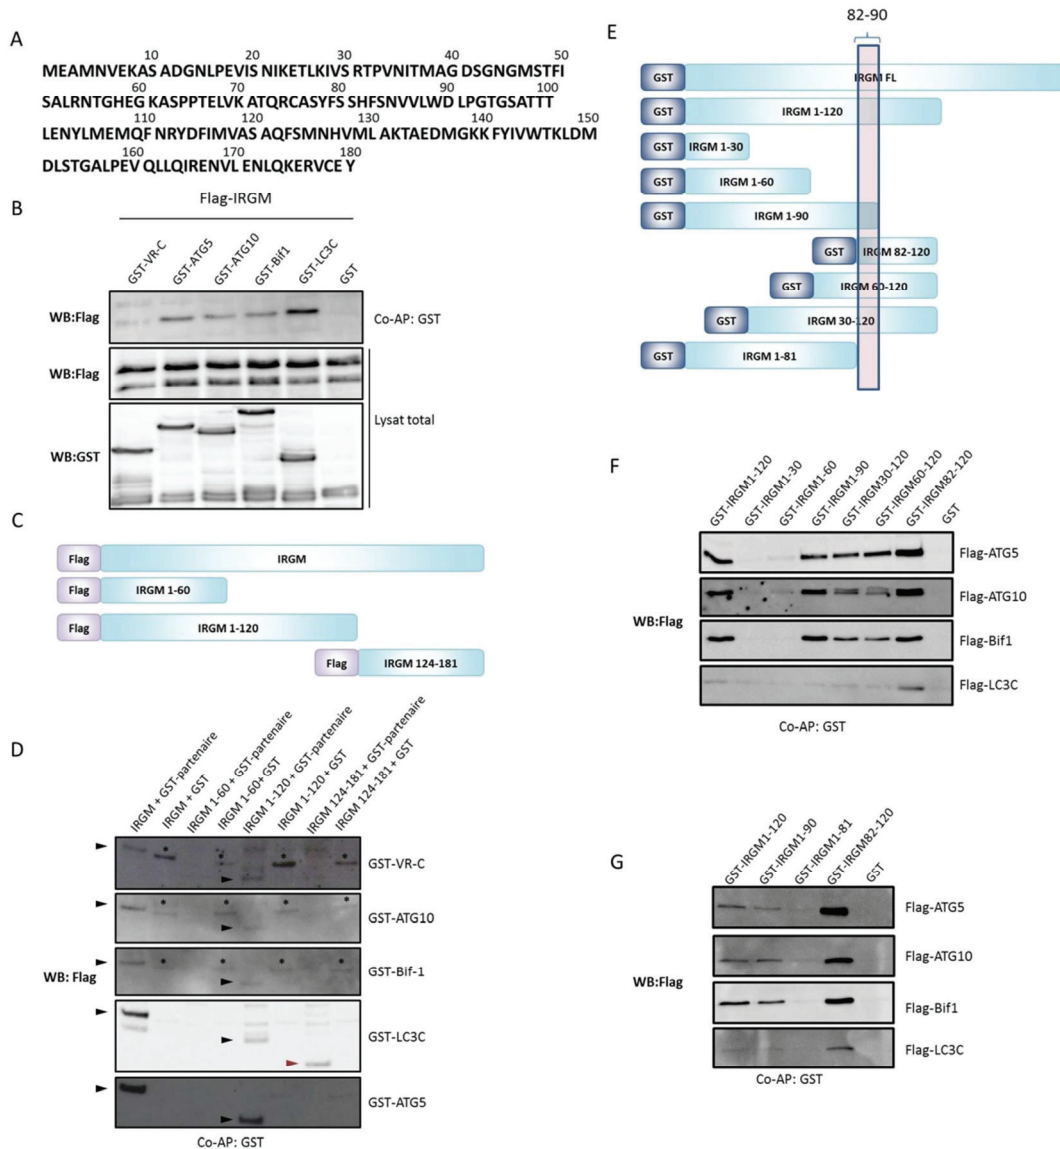 A
10 20 30 40 50
MEAMNVEKAS ADGNLPEVIS NIKETLKIVS RTPVNITMAG DSGNGMSTFI
60 70 80 90 100
SALRNTGHEG KASPPTELVK ATQRCASYFS SHFSNVVLWD LPGTGSATTT
110 120 130 140 150
LENYLMEMQF NRYDFIMVAS AQFSMNHVML AKTAEDMGKK FYIVWTKLDM
160 170 180
DLSTGALPEV QLLQIRENVL ENLQKERVCE Y
B
Flag-IRGM
GST-VR-C
GST-ATG5
GST-ATG10
GST-Bif1
GST-LC3C
GST
WB:Flag
Co-AP: GST
WB:Flag
WB:GST
Lysat total
C
Flag IRGM
Flag IRGM 1-60
Flag IRGM 1-120
Flag IRGM 124-181
D
IRGM + GST-partenaire
IRGM + GST
IRGM 1-60 + GST-partenaire
IRGM 1-60+ GST
IRGM 1-120 + GST-partenaire
IRGM 1-120 + GST
IRGM 124-181 + GST-partenaire
IRGM 124-181 + GST
GST-VR-C
GST-ATG10
WB: Flag
GST-Bif-1
GST-LC3C
GST-ATG5
Co-AP: GST
E
82-90
GST IRGM FL
GST IRGM 1-120
GST IRGM 1-30
GST IRGM 1-60
GST IRGM 1-90
GST IRGM 82-120
GST IRGM 60-120
GST IRGM 30-120
GST IRGM 1-81
F
GST-IRGM1-120
GST-IRGM1-30
GST-IRGM1-60
GST-IRGM1-90
GST-IRGM30-120
GST-IRGM60-120
GST-IRGM82-120
GST
Flag-ATG5
Flag-ATG10
WB:Flag
Flag-Bif1
Flag-LC3C
Co-AP: GST
G
GST-IRGM1-120
GST-IRGM1-90
GST-IRGM1-81
GST-IRGM82-120
GST
Flag-ATG5
Flag-ATG10
WB:Flag
Flag-Bif1
Flag-LC3C
Co-AP: GST